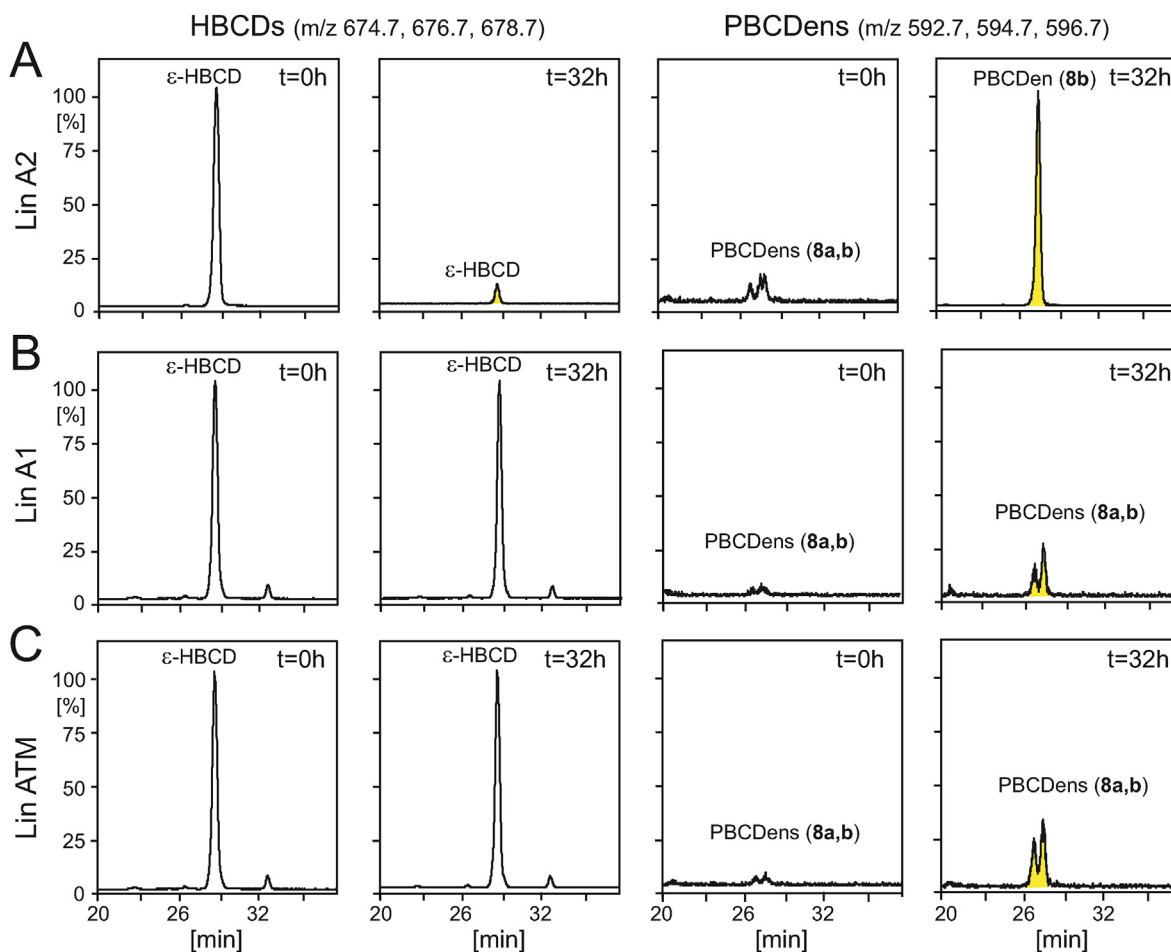 HBCDs (m/z 674.7, 676.7, 678.7)
PBCDens (m/z 592.7, 594.7, 596.7)
A
Lin A2
100
[%]
75
50
25
0
ε-HBCD
t=0h
t=32h
ε-HBCD
t=0h
PBCDens (8a,b)
PBCDen (8b)
t=32h
B
Lin A1
100
[%]
75
50
25
0
ε-HBCD
t=0h
ε-HBCD
t=32h
t=0h
PBCDens (8a,b)
t=32h
PBCDens (8a,b)
C
Lin ATM
100
[%]
75
50
25
0
ε-HBCD
t=0h
ε-HBCD
t=32h
t=0h
PBCDens (8a,b)
t=32h
PBCDens (8a,b)
20 26 32
[min]
20 26 32
[min]
20 26 32
[min]
20 26 32
[min]